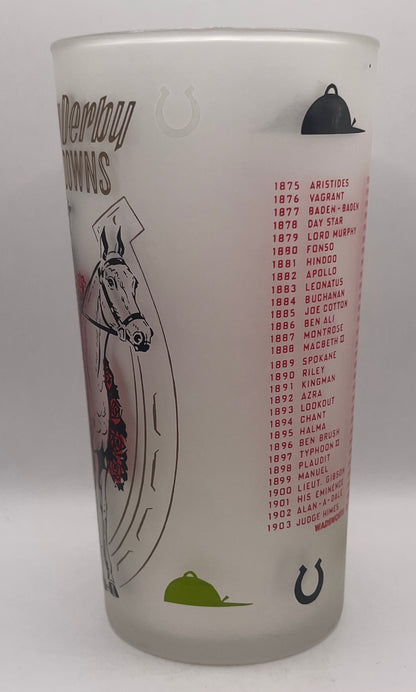 Derby
DOWNS
1875 ARISTIDES
1876 VAGRANT
1877 BADEN-BADEN
1878 DAY STAR
1879 LORD MURPHY
1880 FONSO
1881 HINDOO
1882 APOLLO
1883 LEONATUS
1884 BUCHANAN
1885 JOE COTTON
1886 BEN ALI
1887 MONTROSE
1888 MACBETH II
1889 SPOKANE
1890 RILEY
1891 KINGMAN
1892 AZRA
1893 LOOKOUT
1894 CHANT
1895 HALMA
1896 BEN BRUSH
1897 TYPHOON II
1898 PLAUDIT
1899 MANUEL
1900 LIEUT. GIBSON
1901 HIS EMINENCE
1902 ALAN-A-DALE
1903 JUDGE HIMES